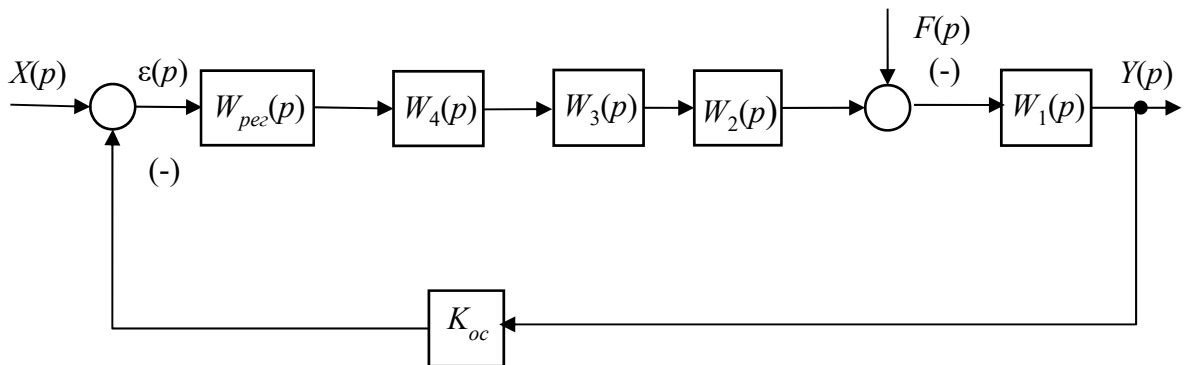 X(p)
ε(p)
W_рег(p)
W_4(p)
W_3(p)
W_2(p)
F(p)
(-)
W_1(p)
Y(p)
(-)
K_ос